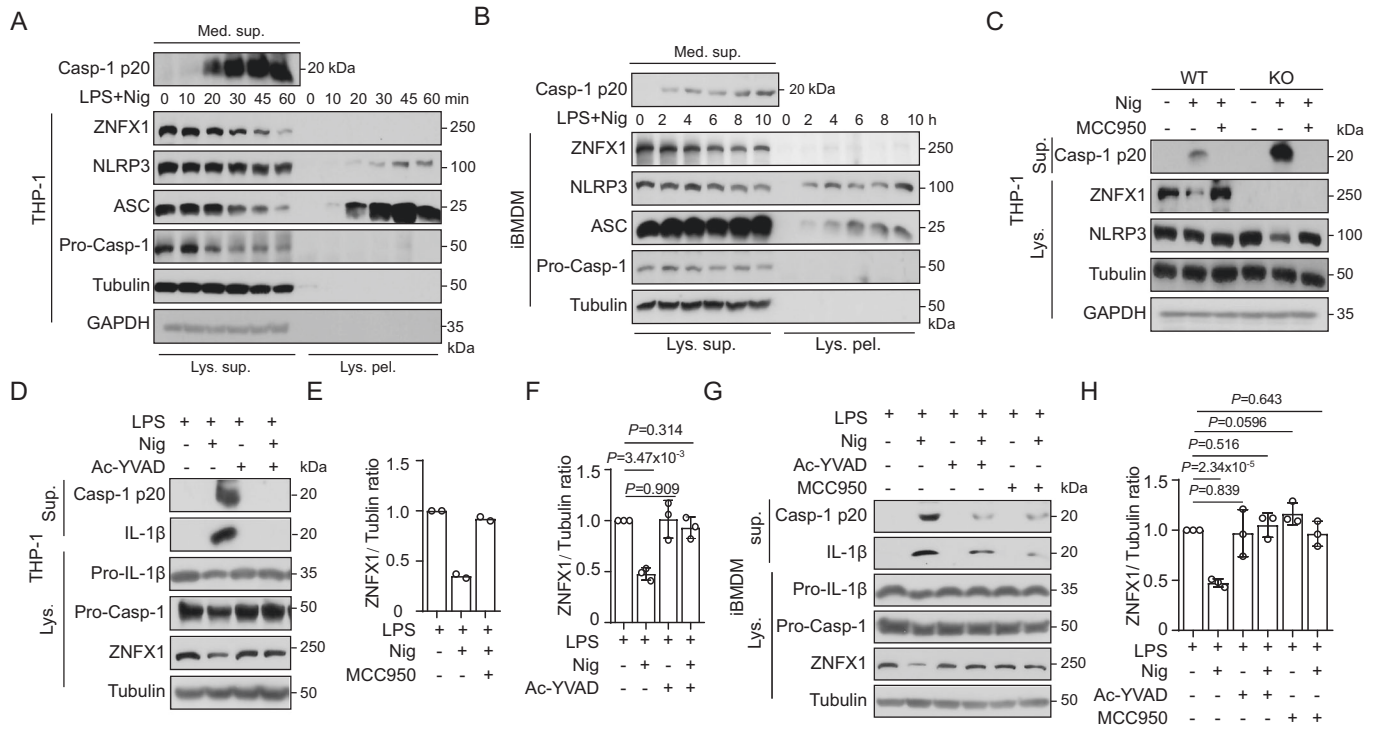 A
Med. sup.
Casp-1 p20
20 kDa
LPS+Nig 0 10 20 30 45 60 0 10 20 30 45 60 min
THP-1
ZNFX1 250
NLRP3 100
ASC 25
Pro-Casp-1 50
Tubulin 50
GAPDH 35
kDa
Lys. sup. Lys. pel.
B
Med. sup.
Casp-1 p20
20 kDa
LPS+Nig 0 2 4 6 8 10 0 2 4 6 8 10 h
iBMDM
ZNFX1 250
NLRP3 100
ASC 25
Pro-Casp-1 50
Tubulin 50
kDa
Lys. sup. Lys. pel.
C
WT KO
Nig - + + - + +
MCC950 - - + - - + kDa
Sup.
Casp-1 p20 20
THP-1
Lys.
ZNFX1 250
NLRP3 100
Tubulin 50
GAPDH 35
D
LPS + + + +
Nig - + - +
Ac-YVAD - - + + kDa
THP-1
Sup.
Casp-1 p20 20
IL-1β 20
Lys.
Pro-IL-1β 35
Pro-Casp-1 50
ZNFX1 250
Tubulin 50
E
ZNFX1/ Tublin ratio
1.5
1.0
0.5
0
LPS + + +
Nig - + +
MCC950 - - +
F
P=0.314
P=3.47x10-3
P=0.909
ZNFX1/ Tubulin ratio
1.5
1.0
0.5
0
LPS + + + +
Nig - + - +
Ac-YVAD - - + +
G
LPS + + + + + +
Nig - + - + - +
Ac-YVAD - - + + - -
MCC950 - - - - + + kDa
iBMDM
sup.
Casp-1 p20 20
IL-1β 20
Lys.
Pro-IL-1β 35
Pro-Casp-1 50
ZNFX1 250
Tubulin 50
H
P=0.643
P=0.0596
P=0.516
P=2.34x10-5
P=0.839
ZNFX1/ Tubulin ratio
1.5
1.0
0.5
0
LPS + + + + + +
Nig - + - + - +
Ac-YVAD - - + + - -
MCC950 - - - - + +